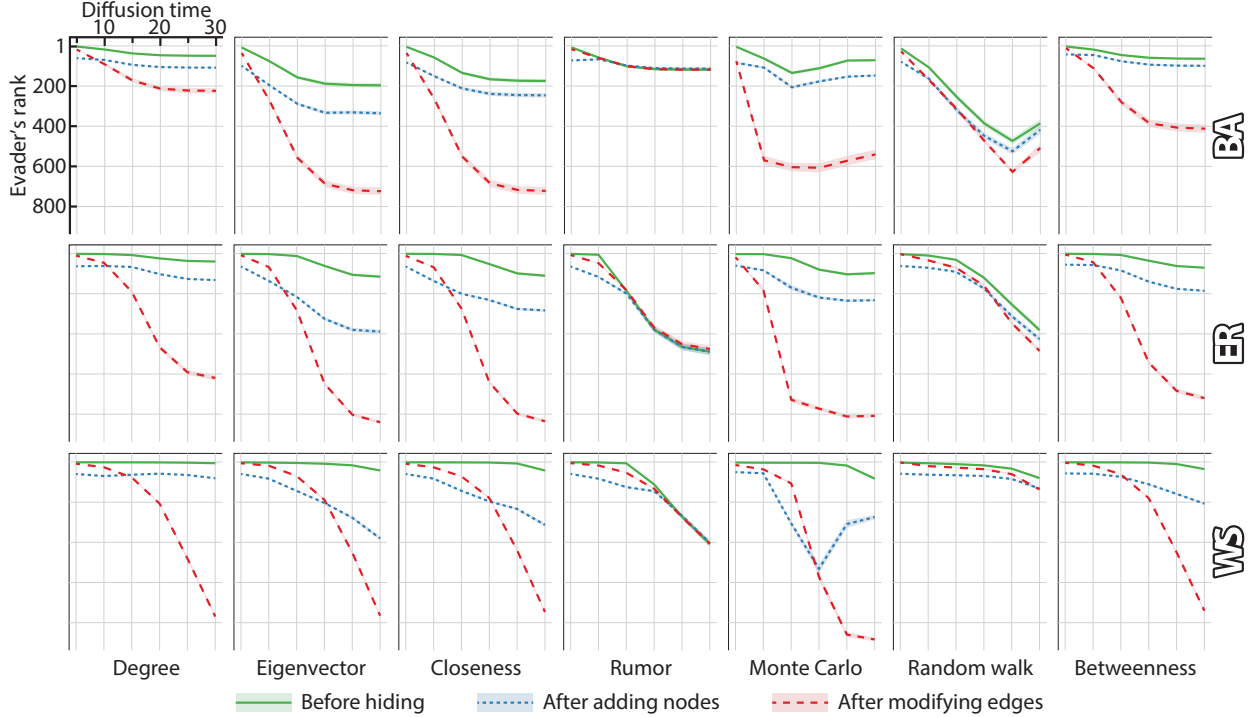 Diffusion time
10 20 30
Evader's rank
1
200
400
600
800
BA
ER
WS
Degree Eigenvector Closeness Rumor Monte Carlo Random walk Betweenness
Before hiding After adding nodes After modifying edges